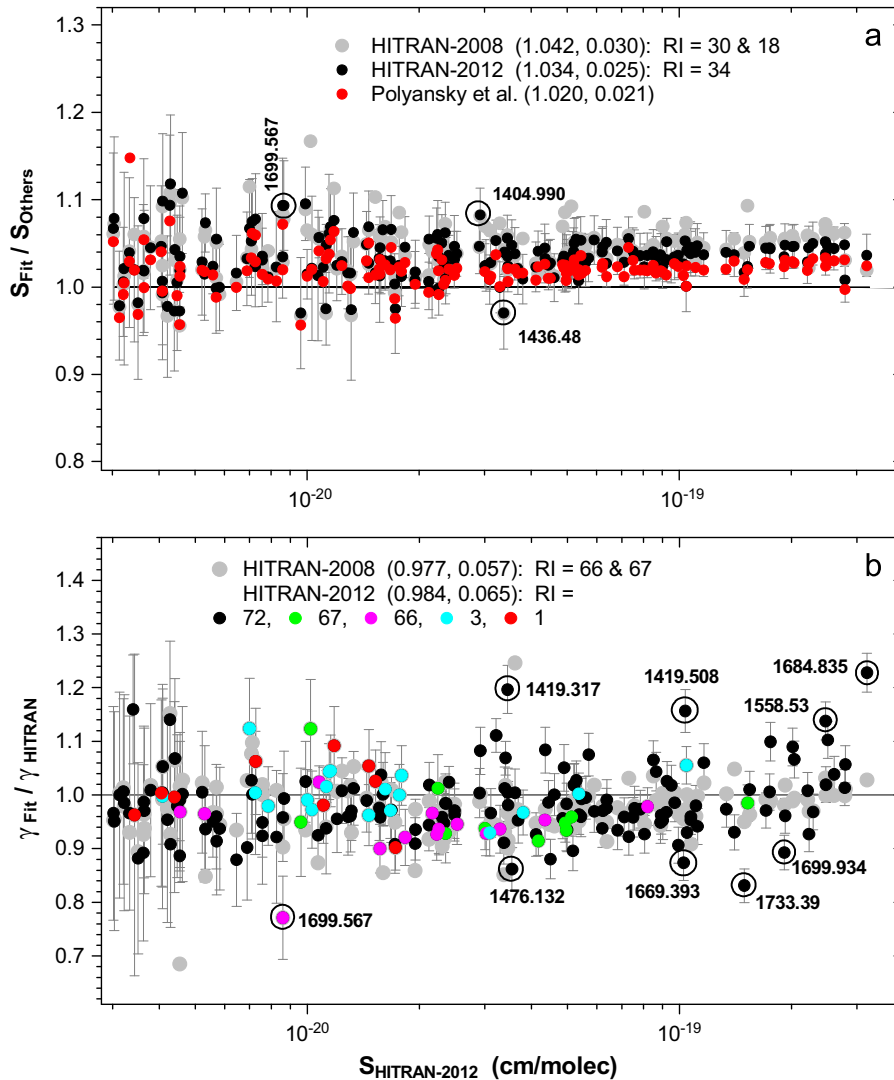 a
1.3
HITRAN-2008 (1.042, 0.030): RI = 30 & 18
HITRAN-2012 (1.034, 0.025): RI = 34
Polyansky et al. (1.020, 0.021)
1.2
1699.567
1404.990
1.1
S Fit / S Others
1.0
1436.48
0.9
0.8
10-20
10-19
b
HITRAN-2008 (0.977, 0.057): RI = 66 & 67
HITRAN-2012 (0.984, 0.065): RI =
72, 67, 66, 3, 1
1.4
1.3
1419.317
1419.508
1684.835
1558.53
1.2
1.1
γ Fit / γ HITRAN
1.0
0.9
1476.132
1669.393
1699.934
1733.39
0.8
1699.567
0.7
10-20
10-19
S HITRAN-2012 (cm/molec)